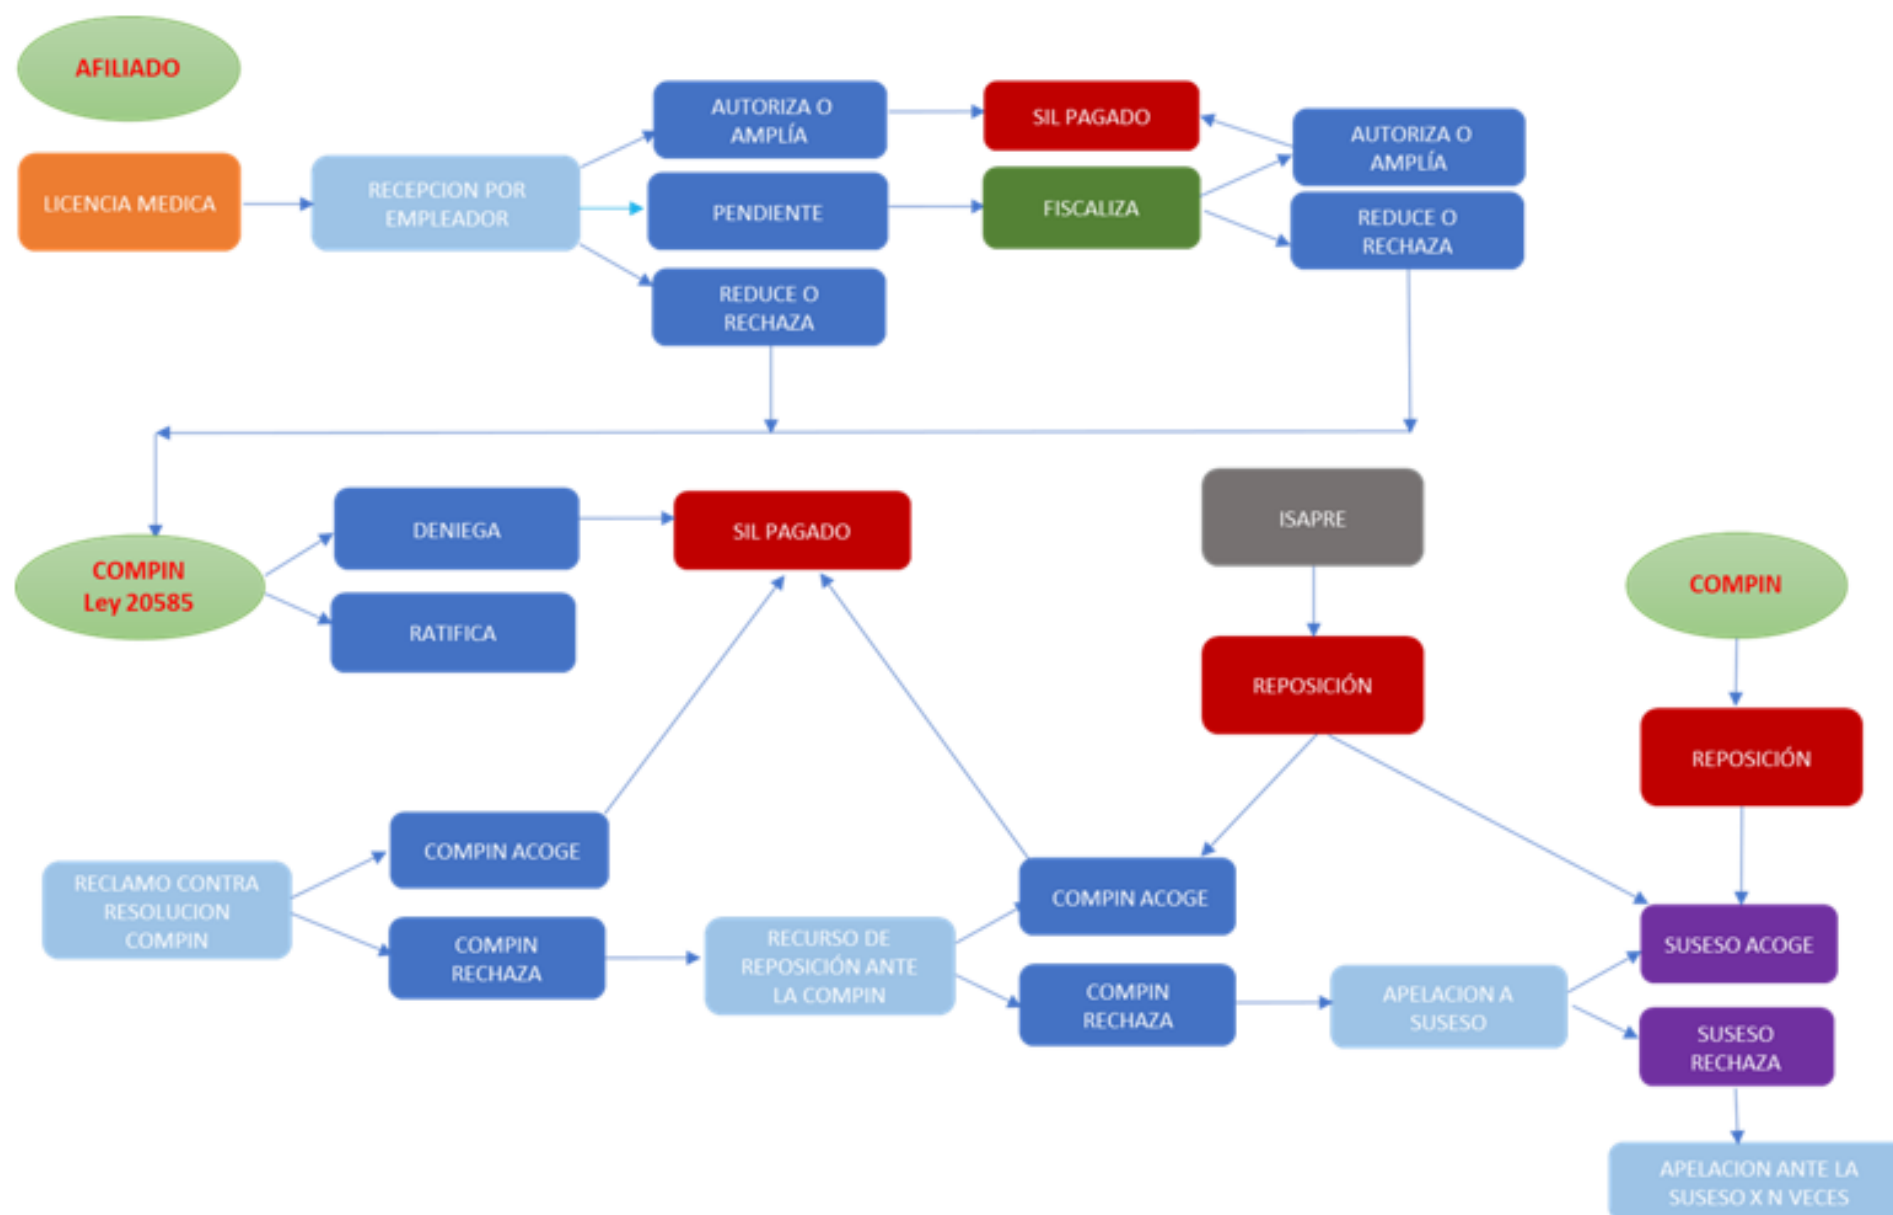 AFILIADO
LICENCIA MEDICA
RECEPCION POR
EMPLEADOR
AUTORIZA O
AMPLÍA
PENDIENTE
REDUCE O
RECHAZA
SIL PAGADO
FISCALIZA
AUTORIZA O
AMPLÍA
REDUCE O
RECHAZA
COMPIN
Ley 20585
DENIEGA
RATIFICA
SIL PAGADO
ISAPRE
REPOSICIÓN
COMPIN
REPOSICIÓN
RECLAMO CONTRA
RESOLUCION
COMPIN
COMPIN ACOGE
COMPIN
RECHAZA
RECURSO DE
REPOSICIÓN ANTE
LA COMPIN
COMPIN ACOGE
COMPIN
RECHAZA
APELACION A
SUSESO
SUSESO ACOGE
SUSESO
RECHAZA
APELACION ANTE LA
SUSESO X N VECES